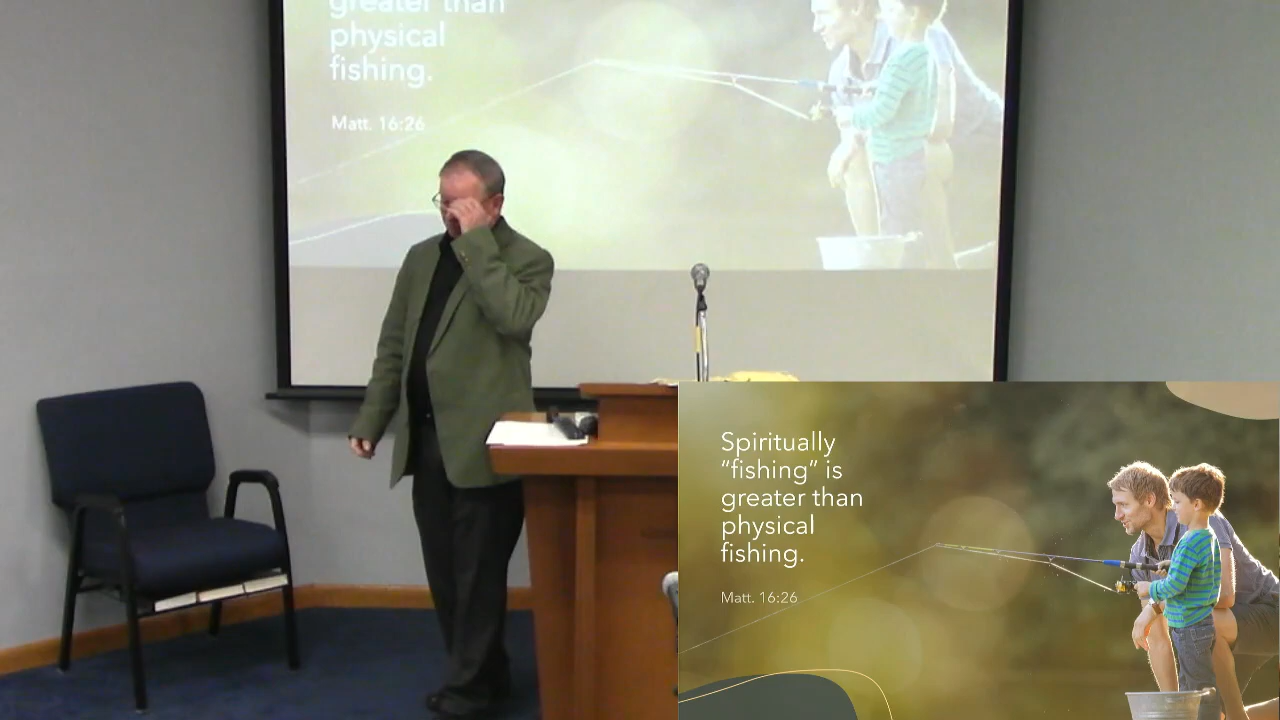 greater than
physical
fishing.
Matt. 16:26
Spiritually
“fishing” is
greater than
physical
fishing.
Matt. 16:26